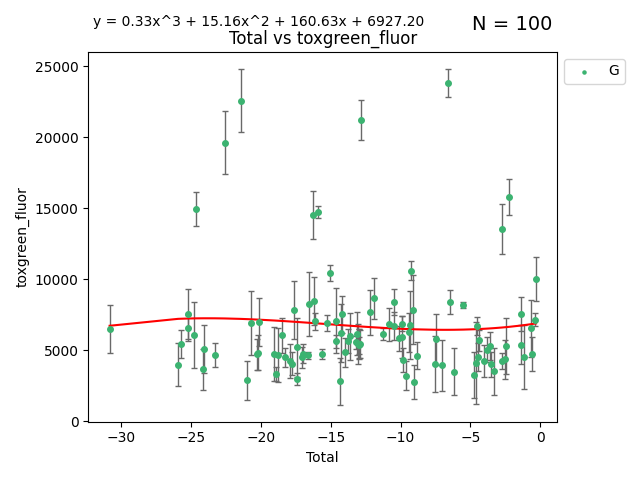 y = 0.33x^3 + 15.16x^2 + 160.63x + 6927.20
N = 100
Total vs toxgreen_fluor
G
25000
20000
15000
10000
5000
0
toxgreen_fluor
−30 −25 −20 −15 −10 −5 0
Total